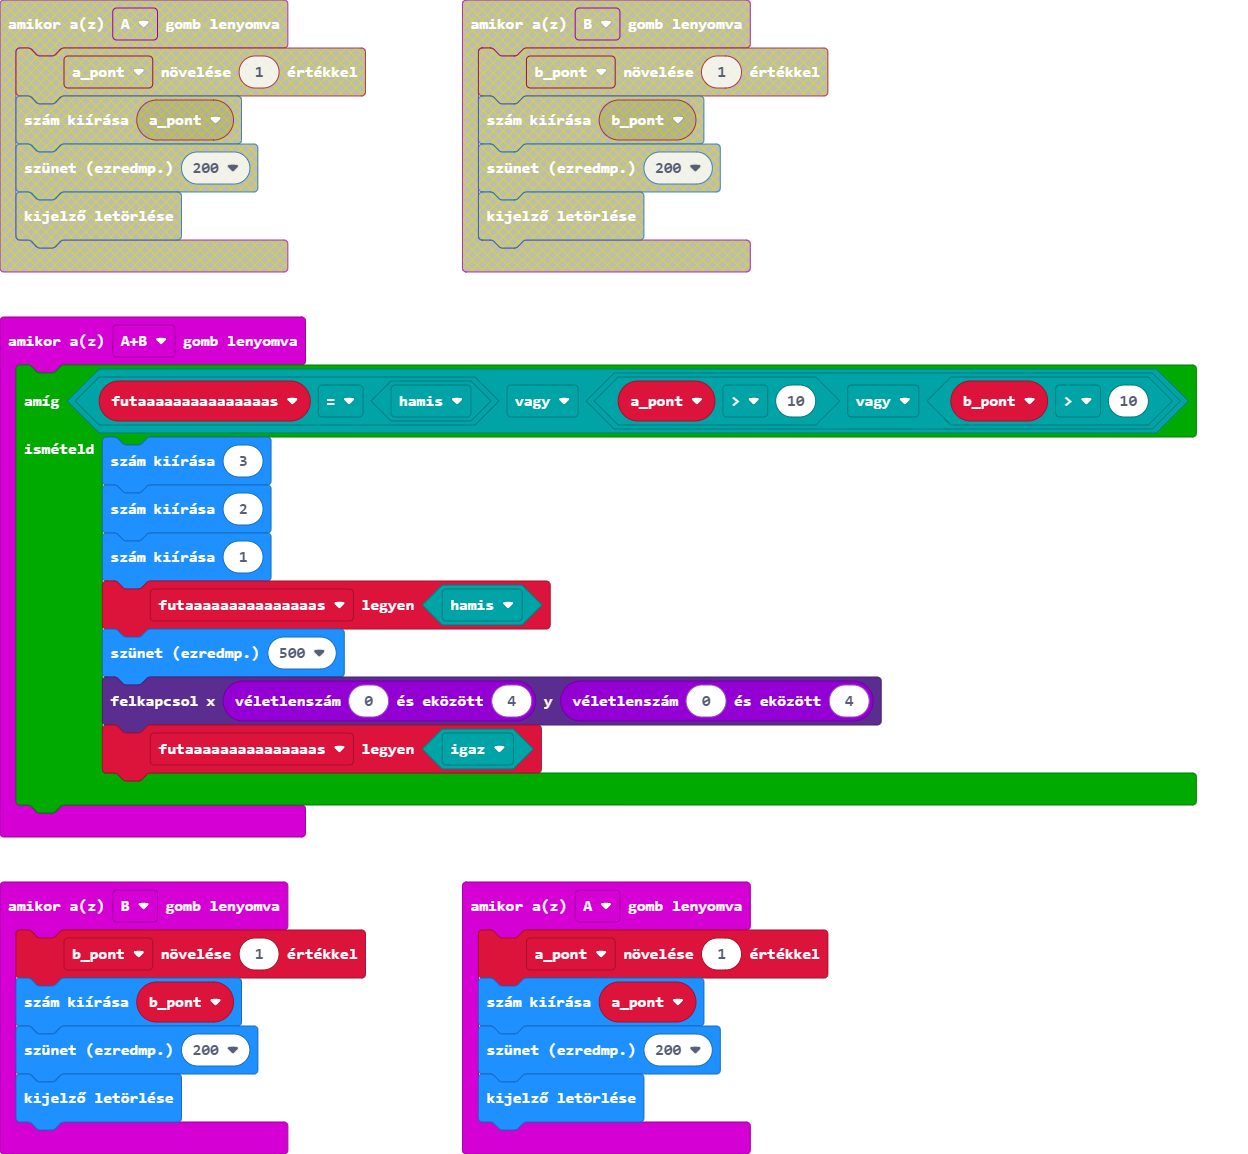 amikor a(z) A gomb lenyomva
a_pont növelése 1 értékkel
szám kiírása a_pont
szünet (ezredmp.) 200
kijelző letörlése
amikor a(z) B gomb lenyomva
b_pont növelése 1 értékkel
szám kiírása b_pont
szünet (ezredmp.) 200
kijelző letörlése
amikor a(z) A+B gomb lenyomva
amíg futaaaaaaaaaaaaaaas = hamis vagy a_pont > 10 vagy b_pont > 10
ismételd
szám kiírása 3
szám kiírása 2
szám kiírása 1
futaaaaaaaaaaaaaaas legyen hamis
szünet (ezredmp.) 500
felkapcsol x véletlenszám 0 és eközött 4 y véletlenszám 0 és eközött 4
futaaaaaaaaaaaaaaas legyen igaz
amikor a(z) B gomb lenyomva
b_pont növelése 1 értékkel
szám kiírása b_pont
szünet (ezredmp.) 200
kijelző letörlése
amikor a(z) A gomb lenyomva
a_pont növelése 1 értékkel
szám kiírása a_pont
szünet (ezredmp.) 200
kijelző letörlése